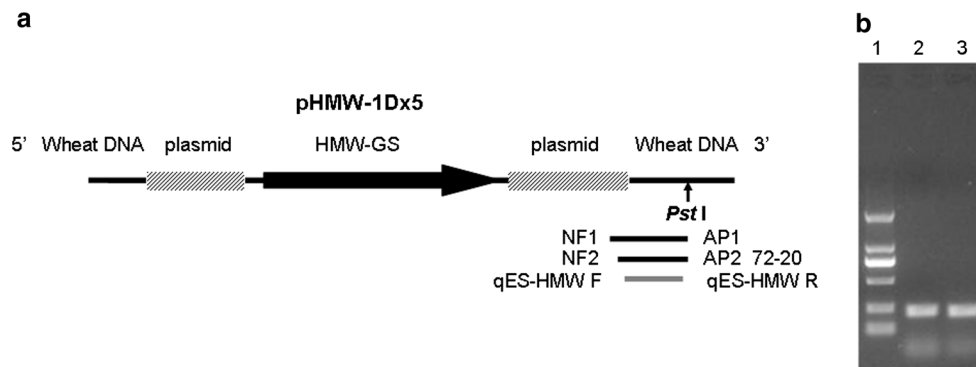 a
b
1 2 3
pHMW-1Dx5
5’ Wheat DNA plasmid HMW-GS plasmid Wheat DNA 3’
Pst I
NF1 AP1
NF2 AP2 72-20
qES-HMW F qES-HMW R